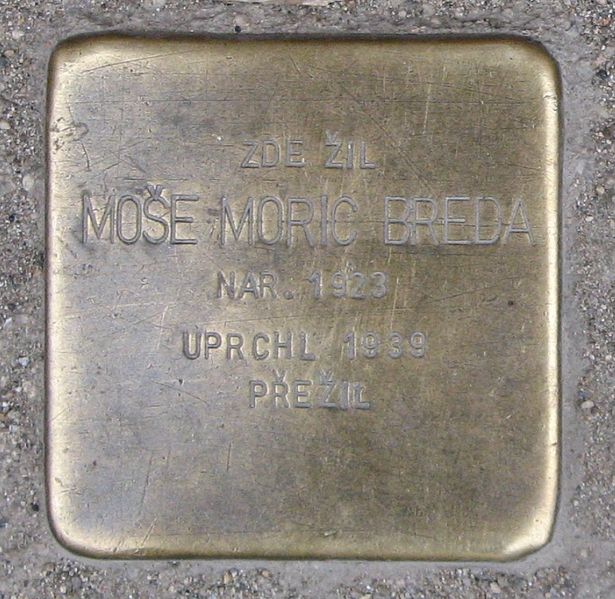 ZDE ŽIL
MOŠE MORIC BREDA
NAR. 1923
UPRCHL 1939
PŘEŽIL